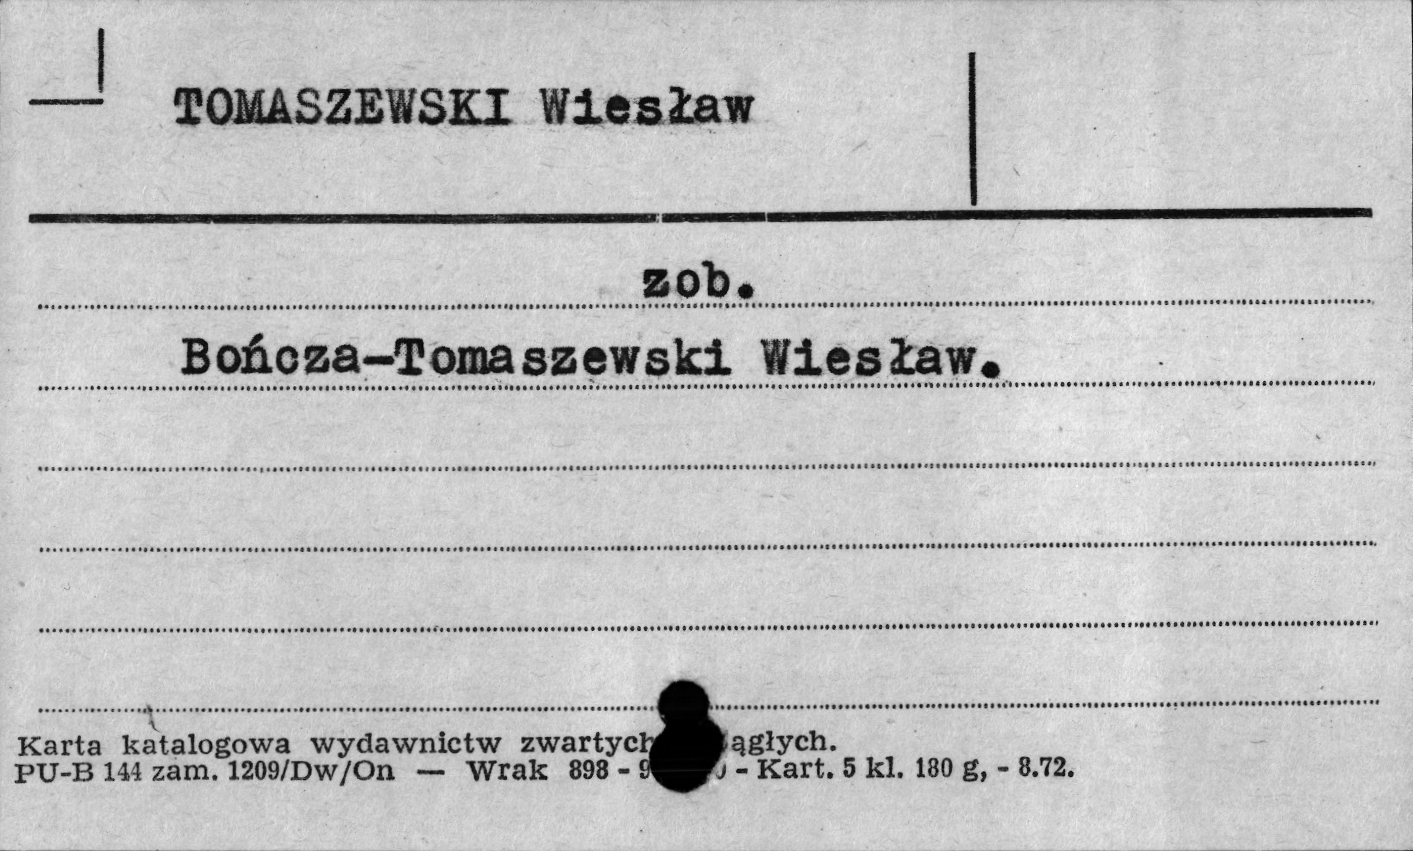 TOMASZEWSKI Wiesław
zob.
Bończa-Tomaszewski Wiesław.
Karta katalogowa wydawnictw
PU-B 144 zam. 1209/Dw/On — Wrak 898 - - Kart. 5 kl. 180 g, - 8.72.